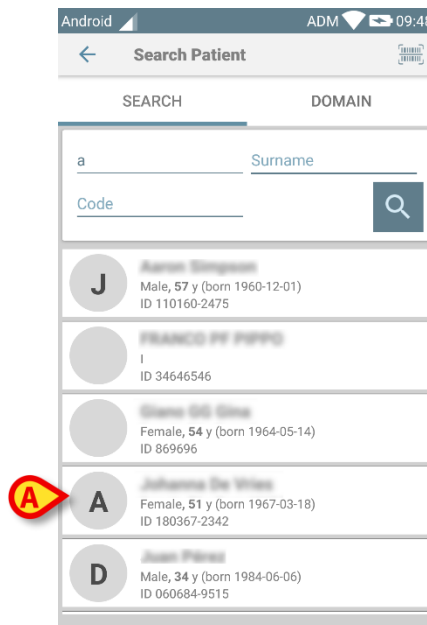 Android ADM 09:48
Search Patient
SEARCH DOMAIN
a Surname
Code
J
Male, 57 y (born 1960-12-01)
ID 110160-2475
I
ID 34646546
Female, 54 y (born 1964-05-14)
ID 869696
A
A
Female, 51 y (born 1967-03-18)
ID 180367-2342
D
Male, 34 y (born 1984-06-06)
ID 060684-9515